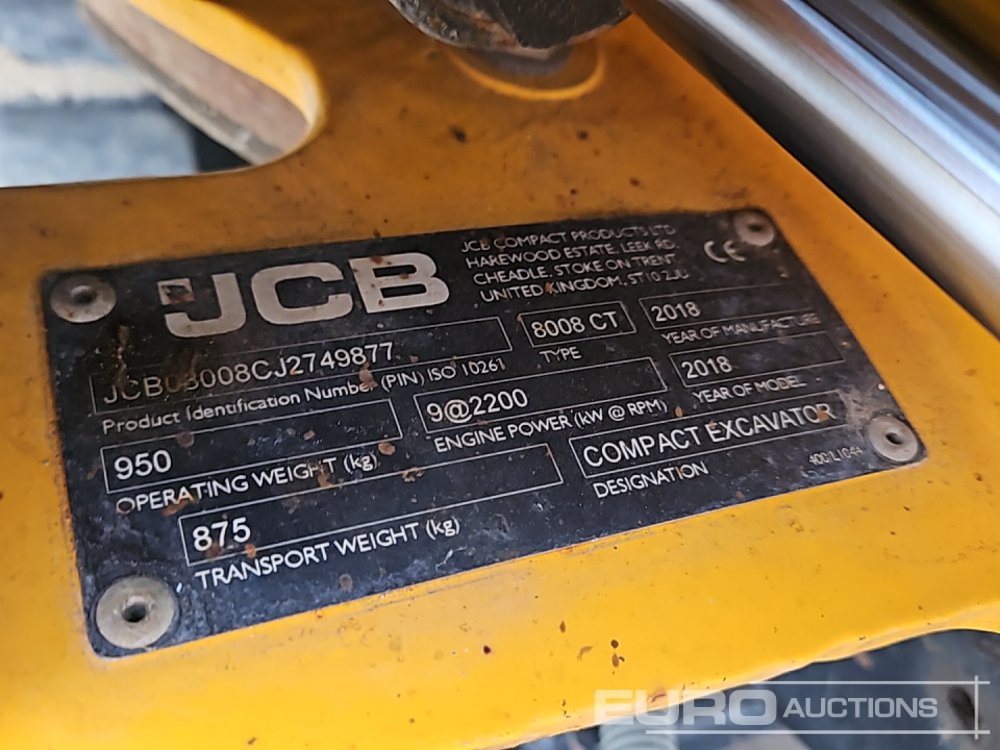 JCB
JCB COMPACT PRODUCTS LTD
HAREWOOD ESTATE, LEEK RD.
CHEADLE, STOKE ON TRENT
UNITED KINGDOM, ST10 2JU
CE
JCB08008CJ2749877
Product Identification Number (PIN) ISO 10261
8008 CT
TYPE
2018
YEAR OF MANUFACTURE
950
OPERATING WEIGHT (kg)
9@2200
ENGINE POWER (kW @ RPM)
2018
YEAR OF MODEL
875
TRANSPORT WEIGHT (kg)
COMPACT EXCAVATOR
DESIGNATION
EURO AUCTIONS